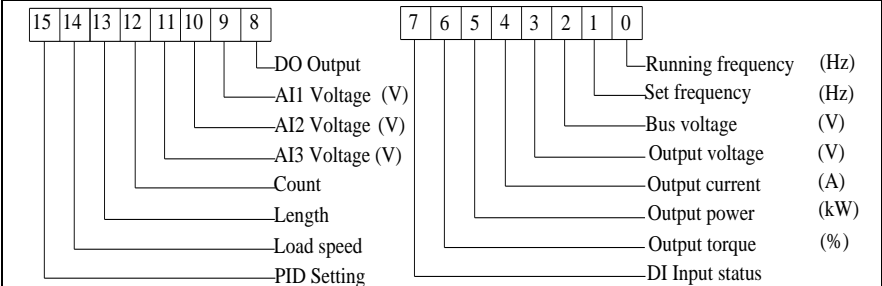 15 14 13 12 11 10 9 8
7 6 5 4 3 2 1 0
DO Output
AI1 Voltage (V)
AI2 Voltage (V)
AI3 Voltage (V)
Count
Length
Load speed
PID Setting
Running frequency (Hz)
Set frequency (Hz)
Bus voltage (V)
Output voltage (V)
Output current (A)
Output power (kW)
Output torque (%)
DI Input status